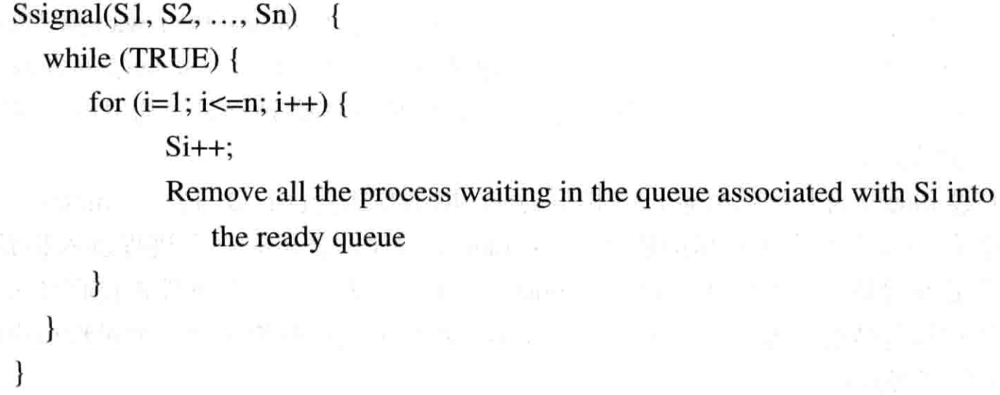 Ssignal(S1, S2, …, Sn) {
while (TRUE) {
for (i=1; i<=n; i++) {
Si++;
Remove all the process waiting in the queue associated with Si into
the ready queue
}
}
}